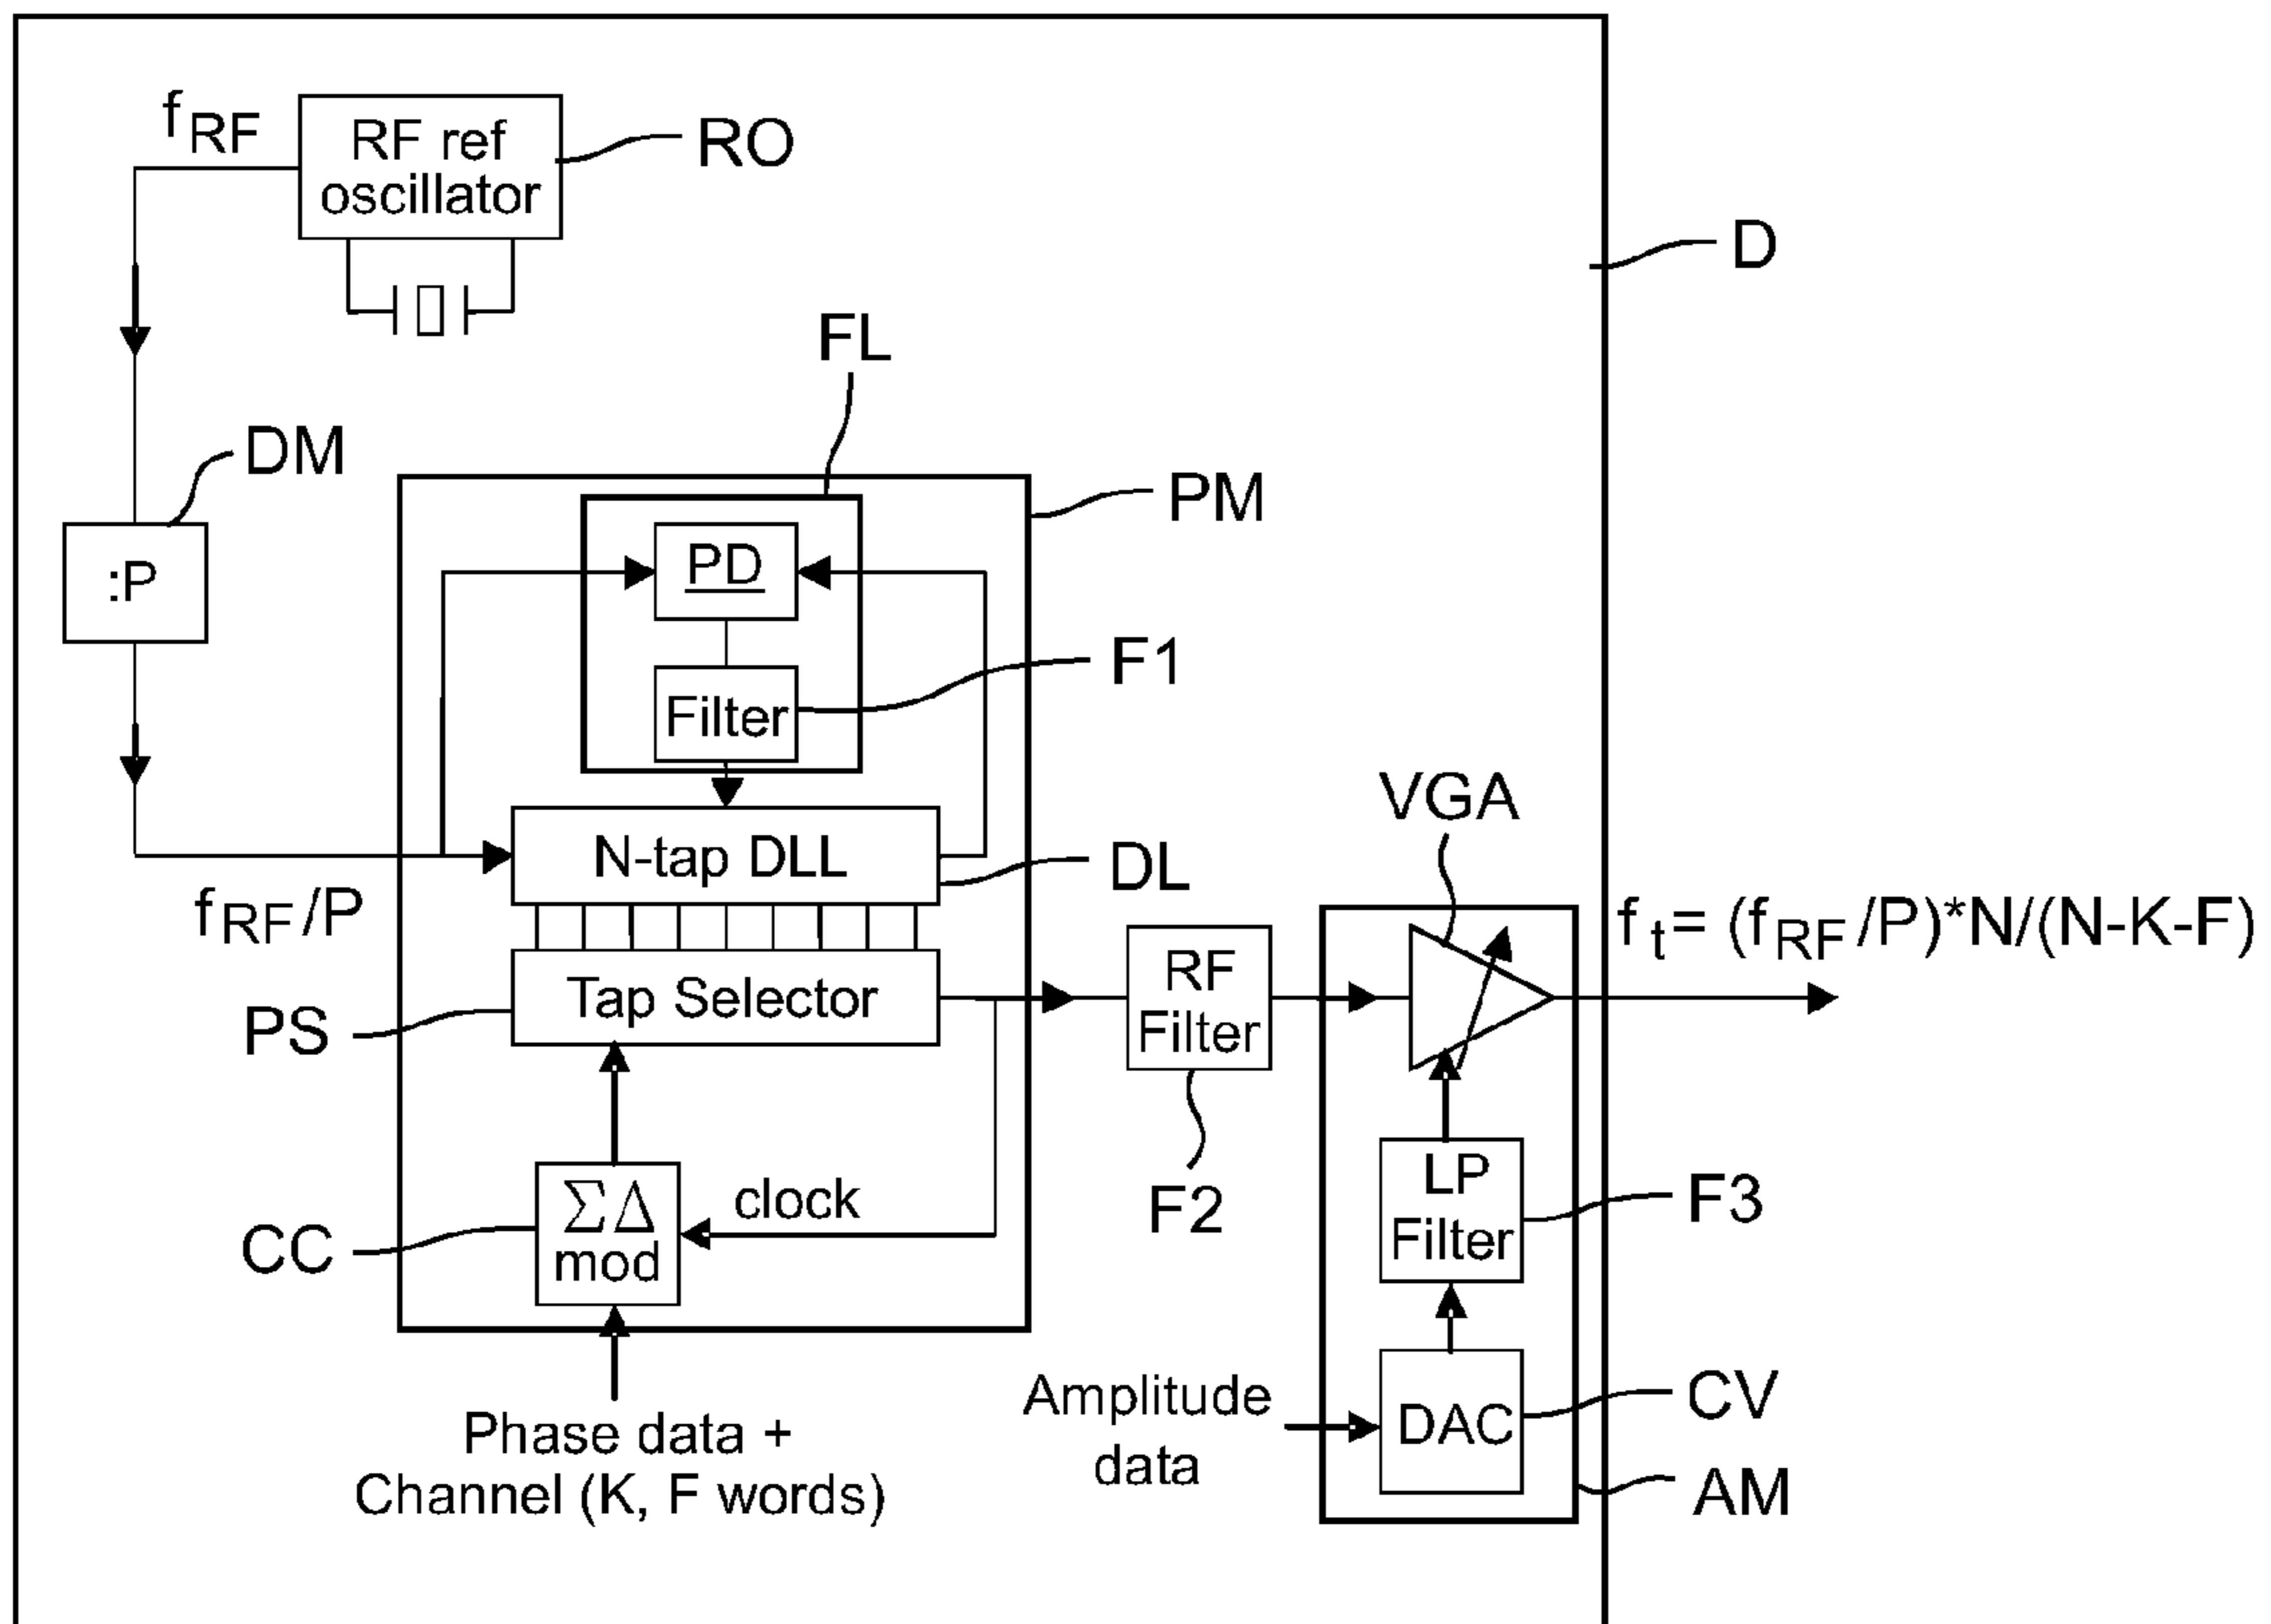 fRF
RF ref
oscillator
RO
D
FL
DM
:P
PM
PD
F1
Filter
N-tap DLL
DL
fRF/P
VGA
ft= (fRF/P)*N/(N-K-F)
RF
Filter
Tap Selector
PS
F2
LP
Filter
F3
ΣΔ
mod
clock
CC
Amplitude
data
DAC
CV
AM
Phase data +
Channel (K, F words)